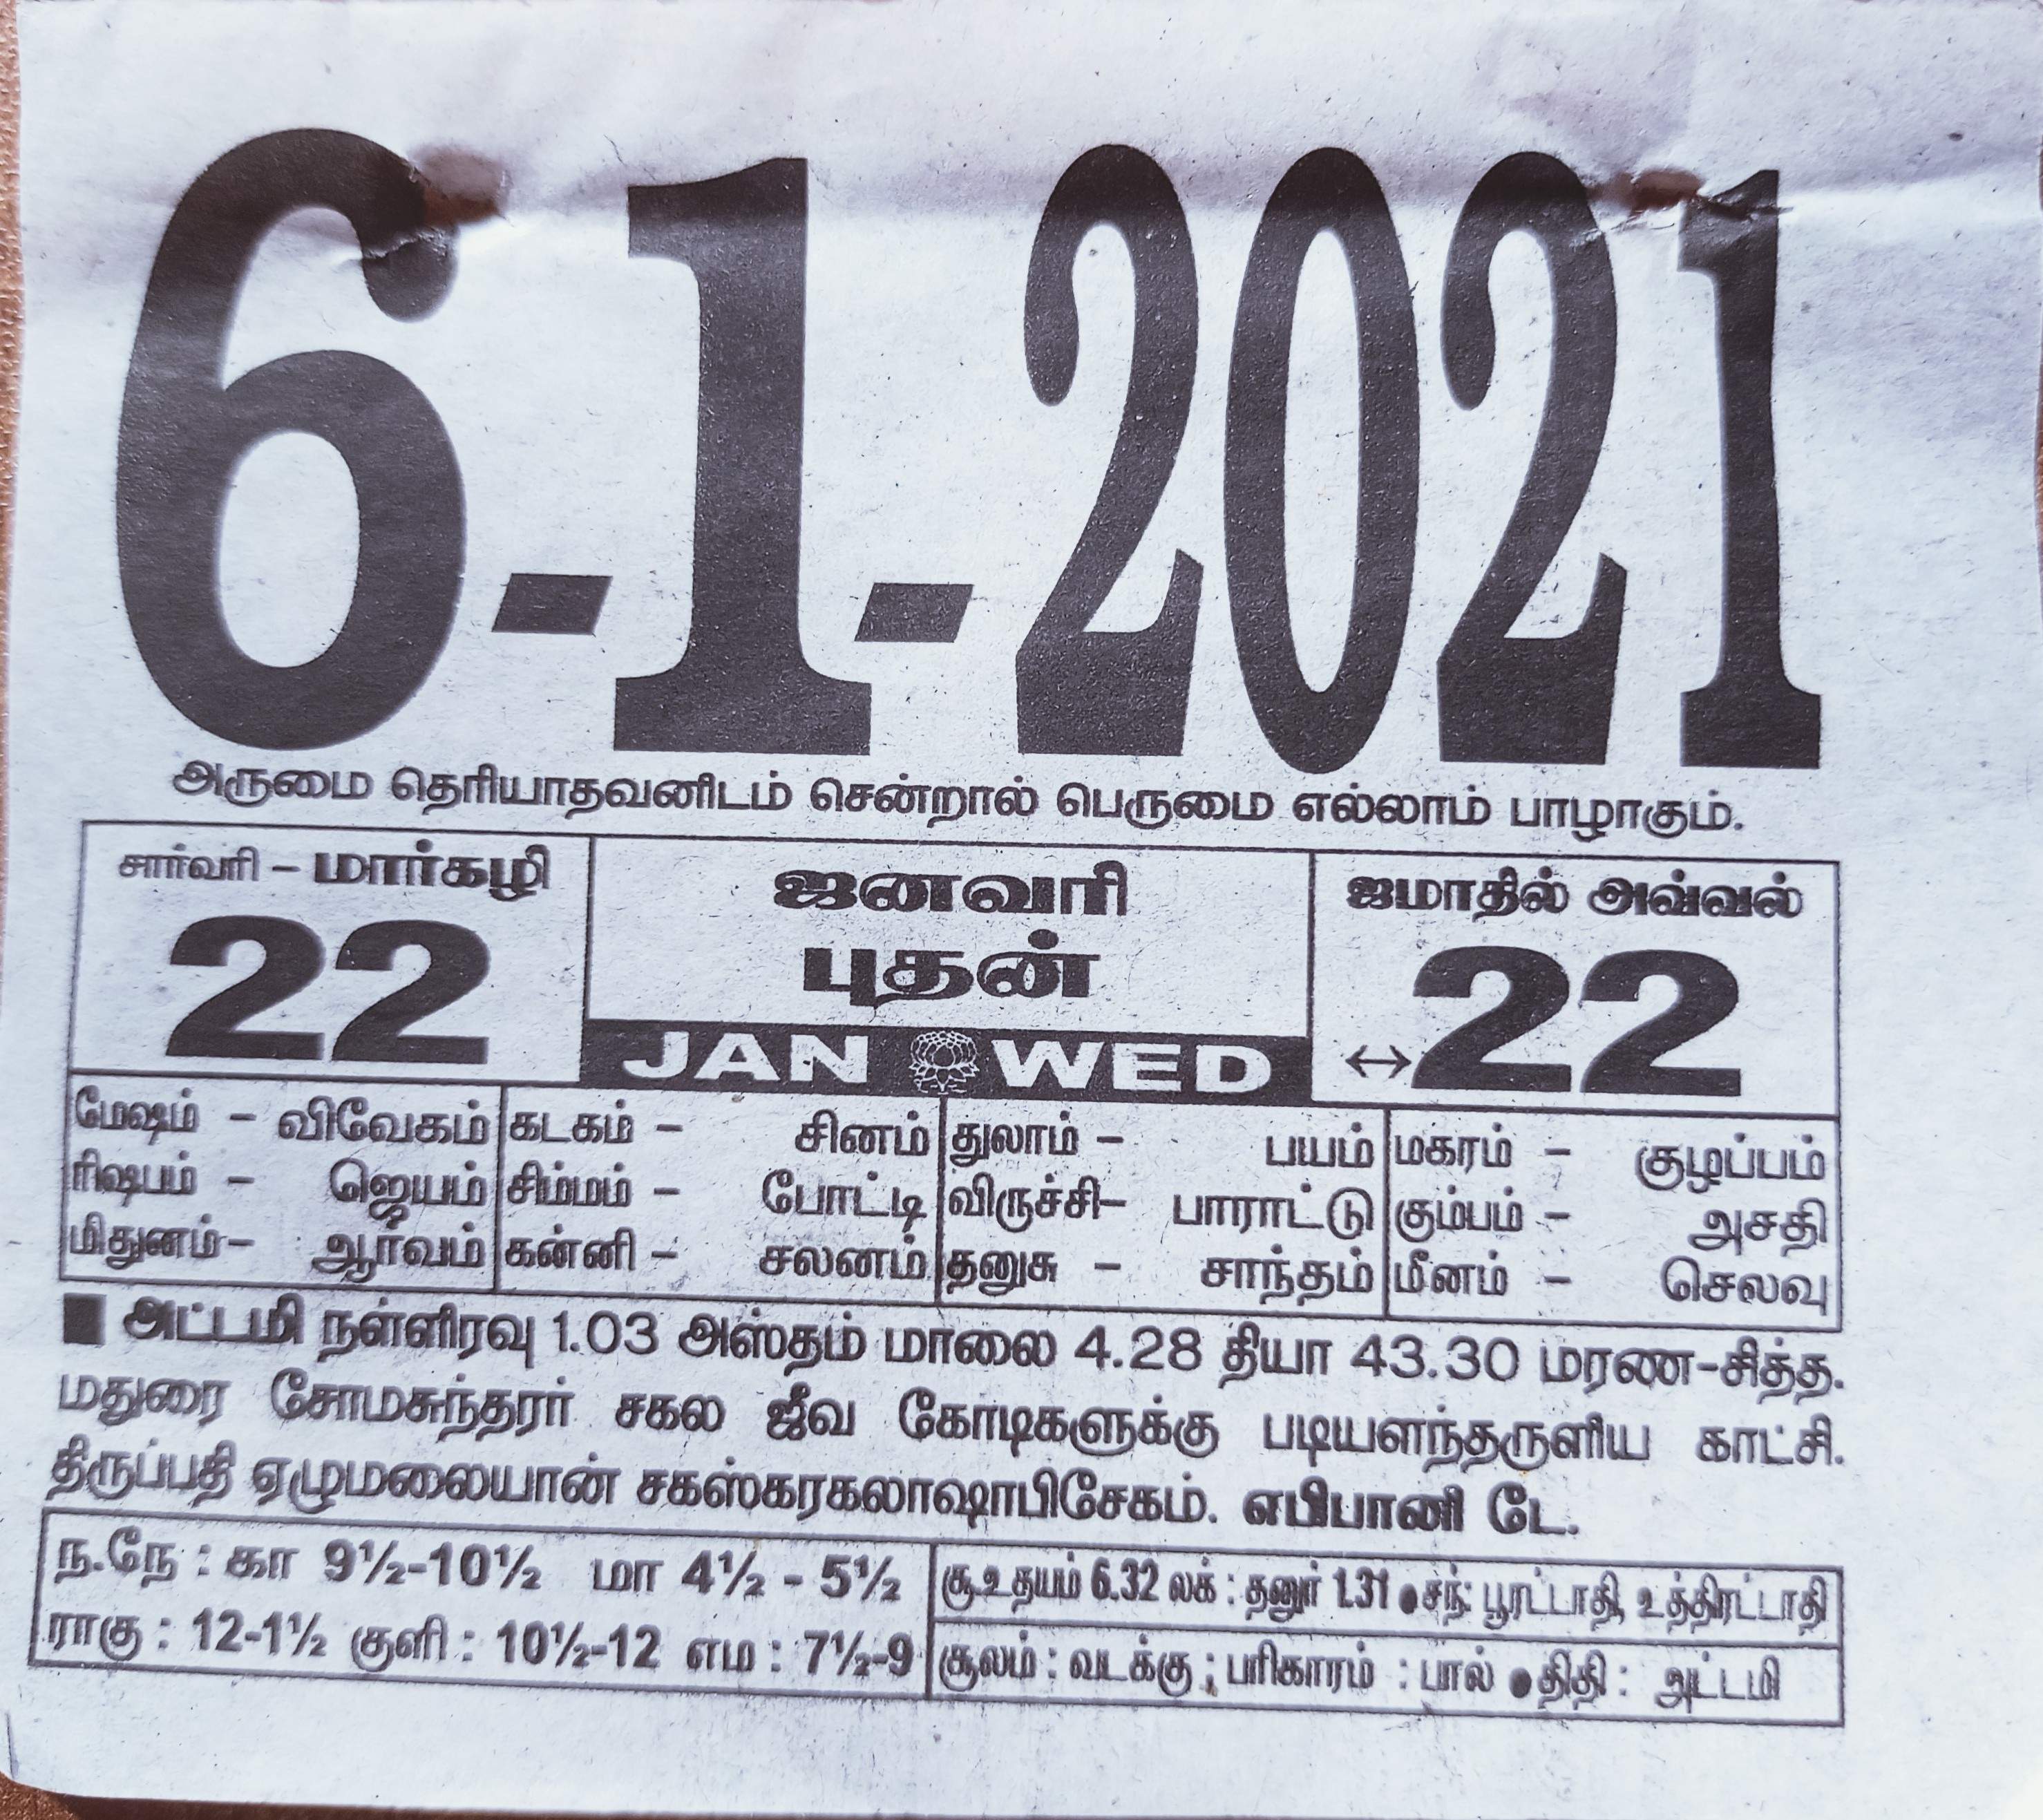 6-1-2021
அருமை தெரியாதவனிடம் சென்றால் பெருமை எல்லாம் பாழாகும்.
சார்வரி - மார்கழி
22
ஜனவரி
புதன்
JAN WED
ஜமாதில் அவ்வல்
↔22
மேஷம் - விவேகம்
ரிஷபம் - ஜெயம்
மிதுனம்- ஆர்வம்
கடகம் - சினம்
சிம்மம் - போட்டி
கன்னி - சலனம்
துலாம் - பயம்
விருச்சி- பாராட்டு
தனுசு - சாந்தம்
மகரம் - குழப்பம்
கும்பம் - அசதி
மீனம் - செலவு
■ அட்டமி நள்ளிரவு 1.03 அஸ்தம் மாலை 4.28 தியா 43.30 மரண-சித்த.
மதுரை சோமசுந்தரர் சகல ஜீவ கோடிகளுக்கு படியளந்தருளிய காட்சி.
திருப்பதி ஏழுமலையான் சகஸ்கரகலாஷாபிசேகம். எபிபானி டே.
ந.நே : கா 9½-10½ மா 4½ - 5½
ராகு : 12-1½ குளி : 10½-12 எம : 7½-9
சூ.உதயம் 6.32 லக் : தனுர் 1.31 ● சந்: பூரட்டாதி, உத்திரட்டாதி
சூலம் : வடக்கு ; பரிகாரம் : பால் ● திதி : அட்டமி